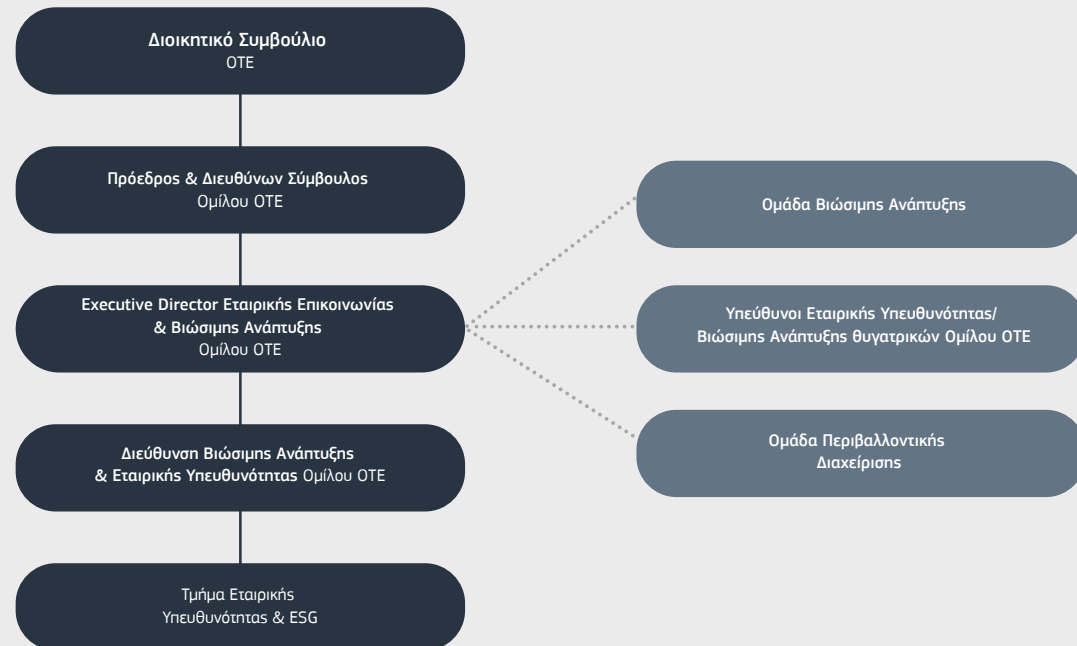 Διοικητικό Συμβούλιο
ΟΤΕ
Πρόεδρος & Διευθύνων Σύμβουλος
Ομίλου ΟΤΕ
Executive Director Εταιρικής Επικοινωνίας
& Βιώσιμης Ανάπτυξης
Ομίλου ΟΤΕ
Διεύθυνση Βιώσιμης Ανάπτυξης
& Εταιρικής Υπευθυνότητας Ομίλου ΟΤΕ
Τμήμα Εταιρικής
Υπευθυνότητας & ESG
Ομάδα Βιώσιμης Ανάπτυξης
Υπεύθυνοι Εταιρικής Υπευθυνότητας/
Βιώσιμης Ανάπτυξης θυγατρικών Ομίλου ΟΤΕ
Ομάδα Περιβαλλοντικής
Διαχείρισης